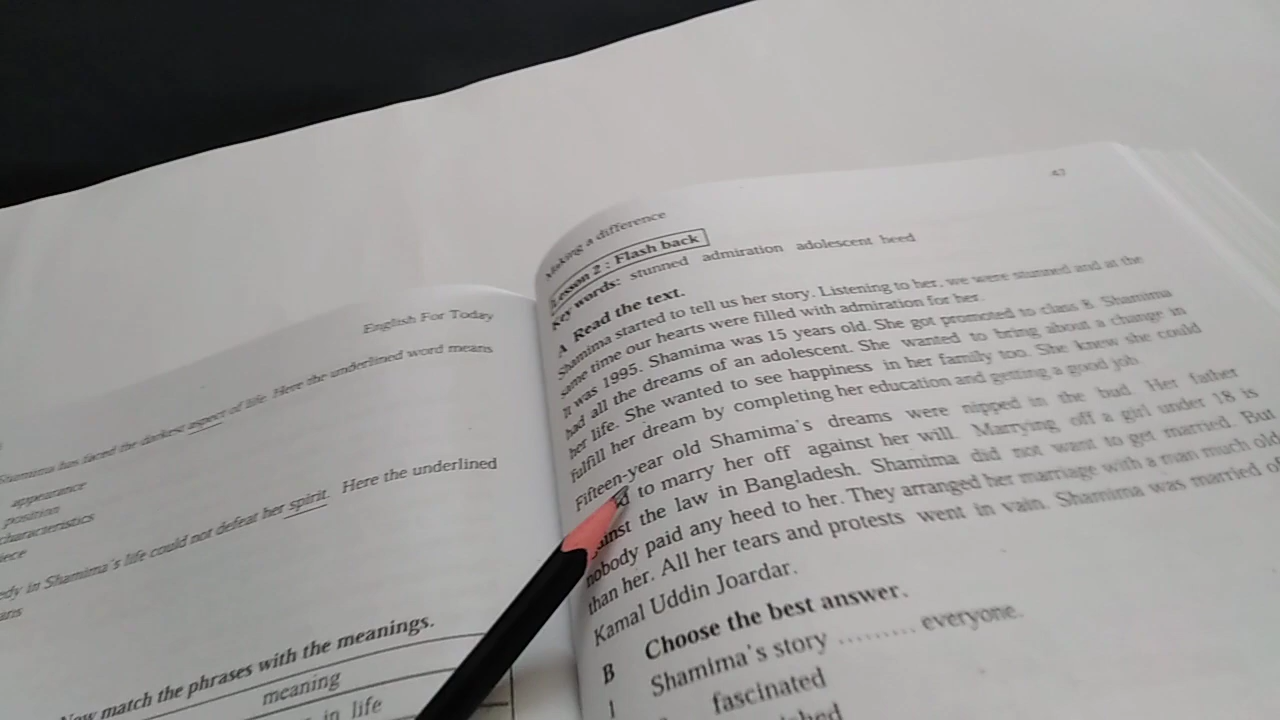 English For Today
Shamima has faced the darkest aspect of life. Here the underlined word means
appearance
position
characteristics
edy in Shamima's life could not defeat her spirit. Here the underlined
Now match the phrases with the meanings.
meaning
in life
Making a difference
47
Lesson 2 : Flash back
Key words: stunned admiration adolescent heed
A Read the text.
Shamima started to tell us her story. Listening to her, we were stunned and at the
same time our hearts were filled with admiration for her.
It was 1995. Shamima was 15 years old. She got promoted to class 8. Shamima
had all the dreams of an adolescent. She wanted to bring about a change in
her life. She wanted to see happiness in her family too. She knew she could
fulfill her dream by completing her education and getting a good job.
Fifteen-year old Shamima's dreams were nipped in the bud. Her father
to marry her off against her will. Marrying off a girl under 18 is
the law in Bangladesh. Shamima did not want to get married. But
nobody paid any heed to her. They arranged her marriage with a man much old
than her. All her tears and protests went in vain. Shamima was married of
Kamal Uddin Joardar.
B Choose the best answer.
1 Shamima's story ......... everyone.
fascinated